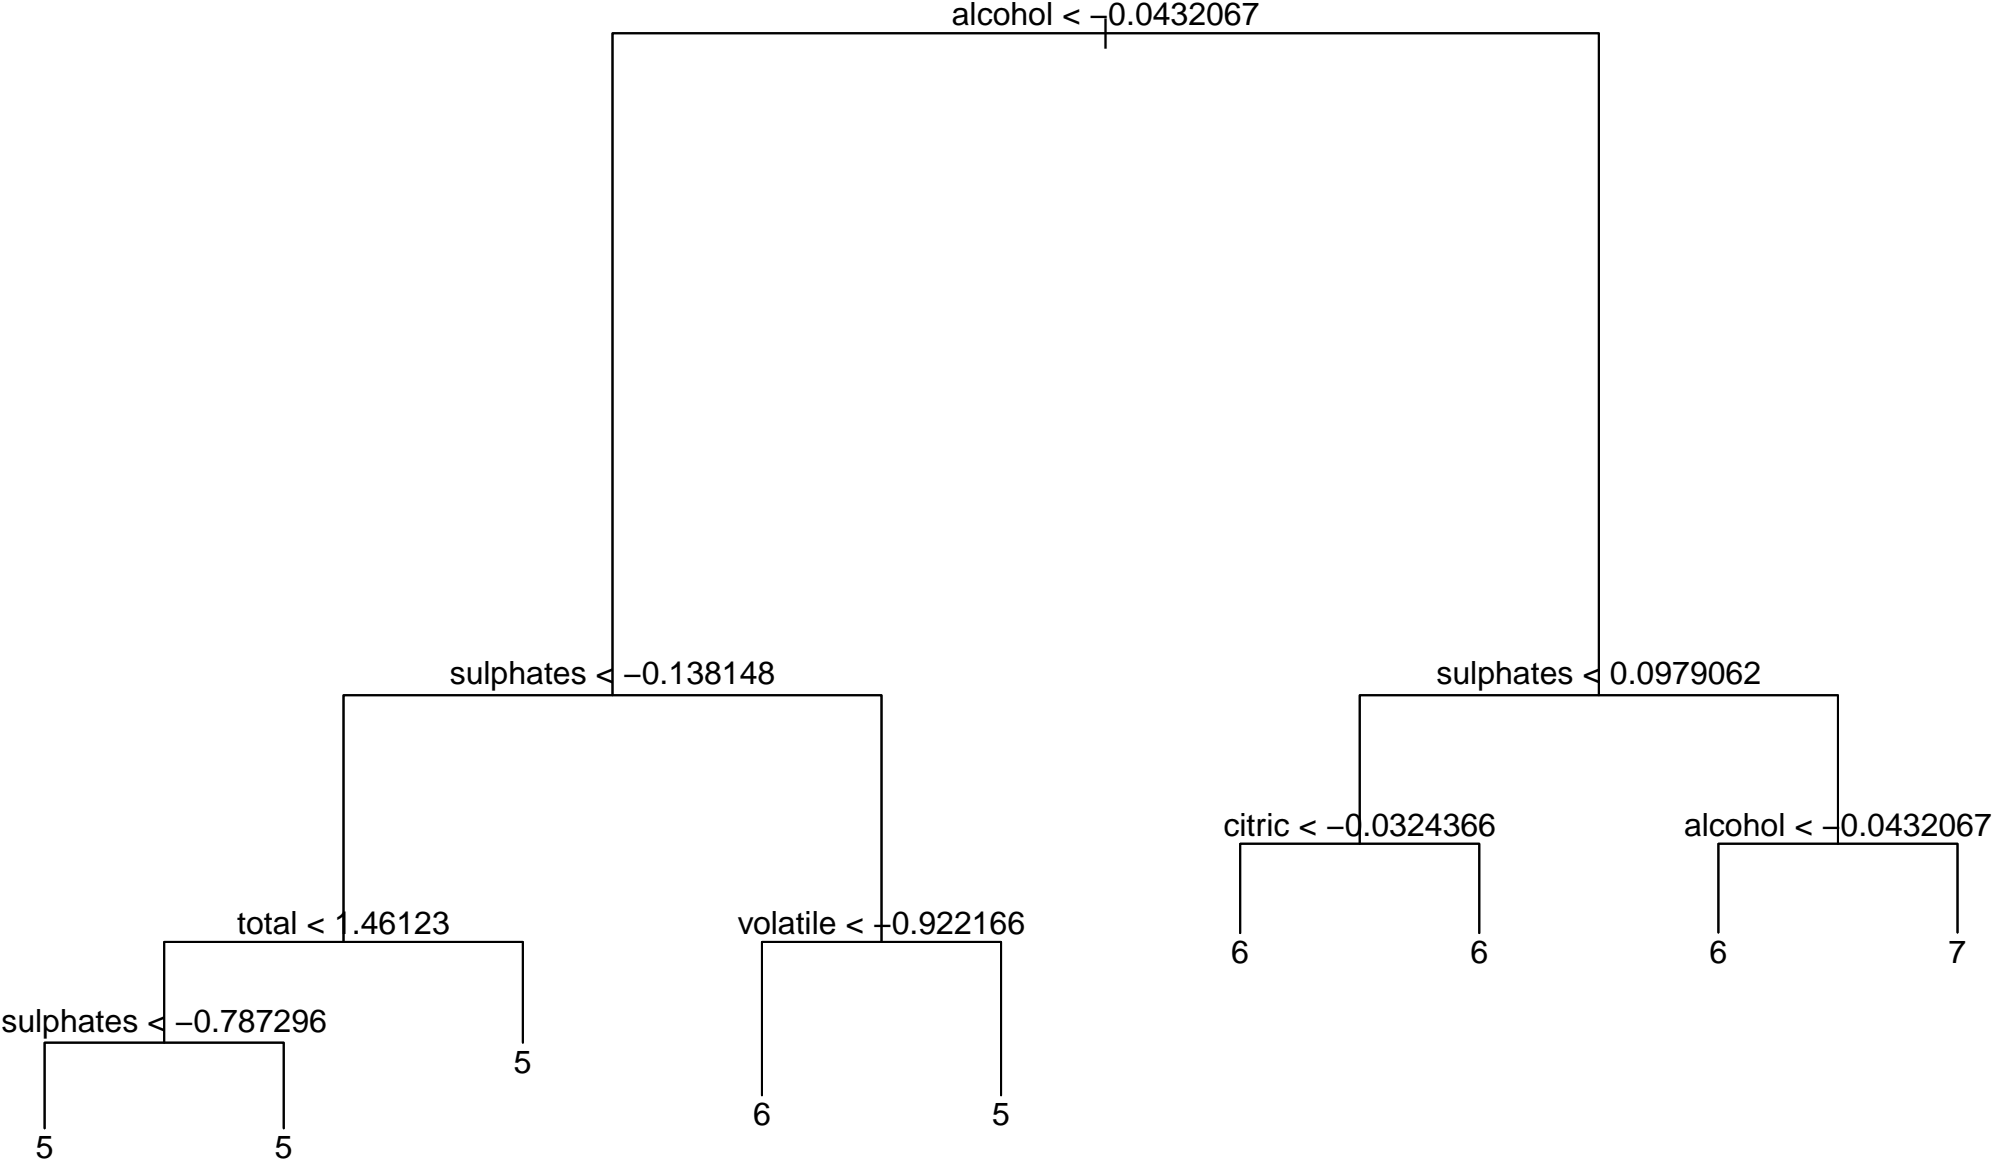 alcohol < −0.0432067
sulphates < −0.138148
sulphates < 0.0979062
citric < −0.0324366
alcohol < −0.0432067
total < 1.46123
volatile < −0.922166
6
6
6
7
sulphates < −0.787296
5
6
5
5
5